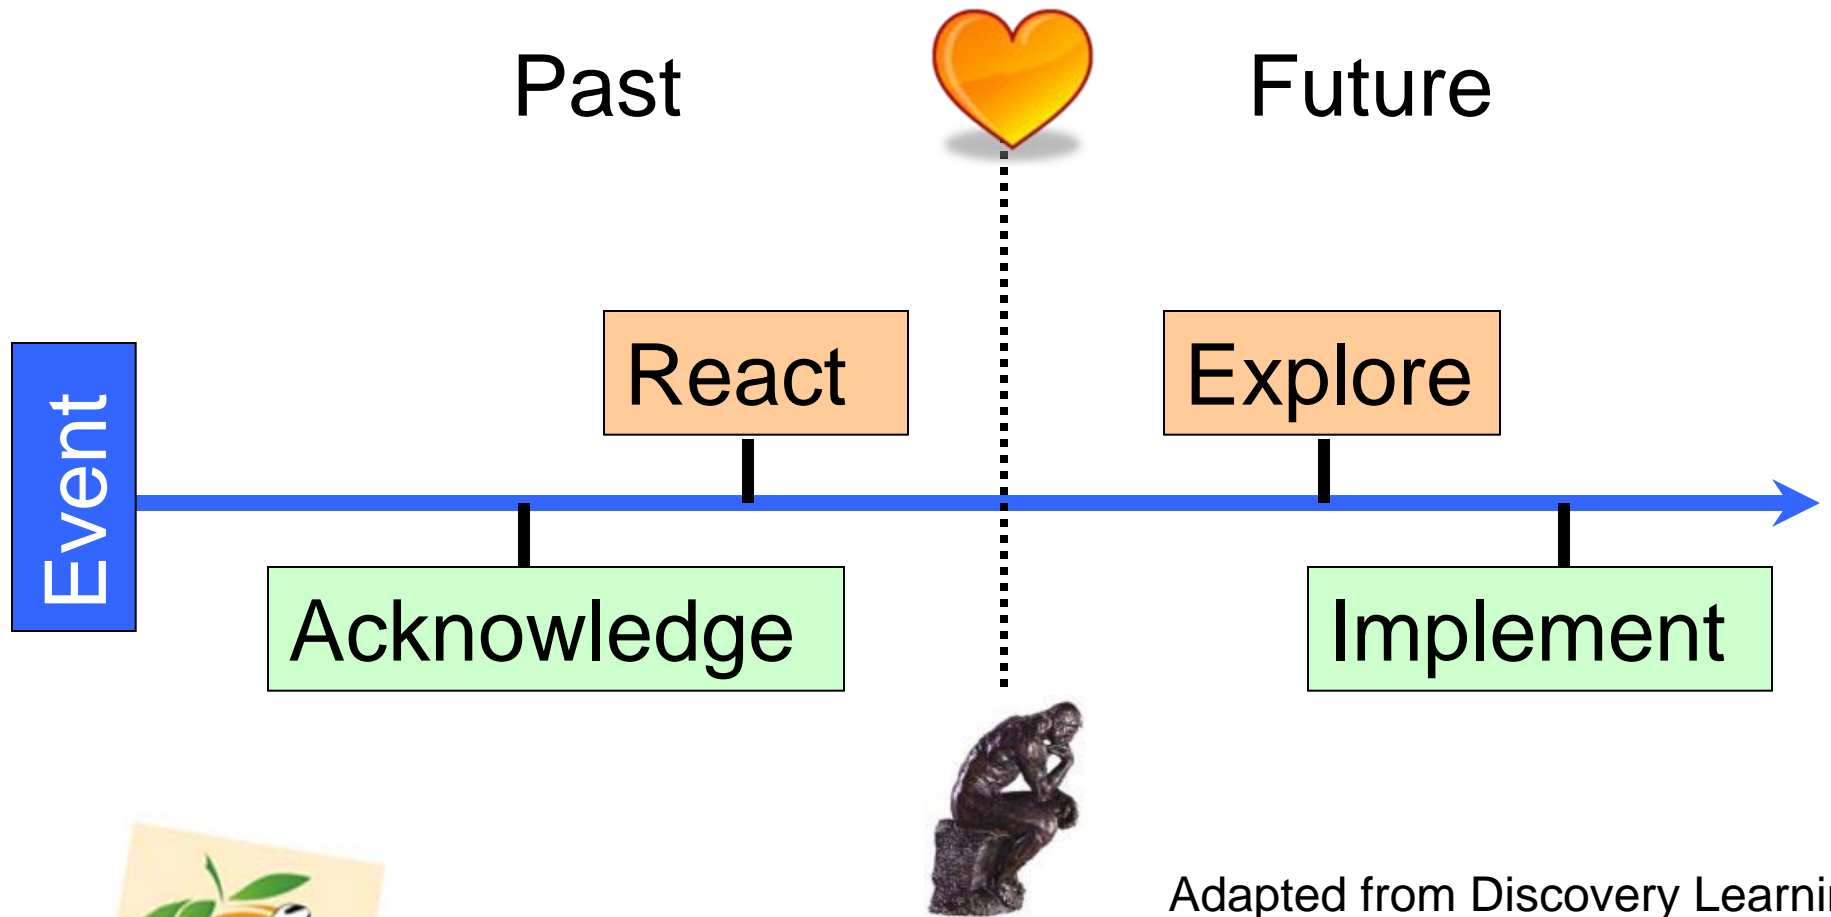 Past
Future
React
Explore
Event
Acknowledge
Implement
Adapted from Discovery